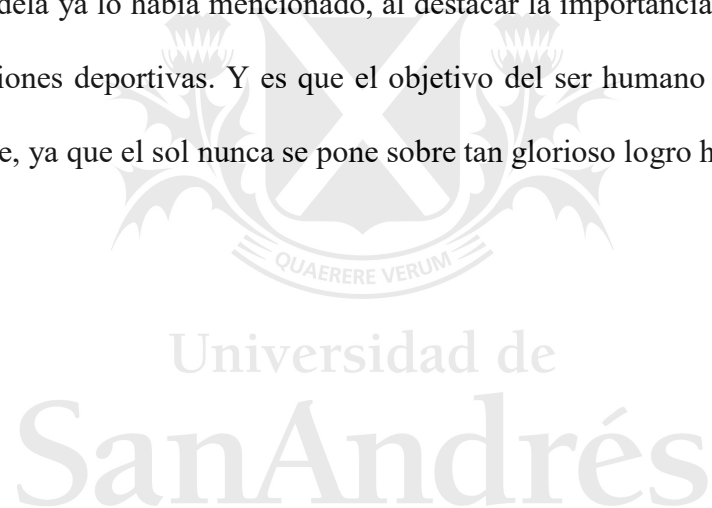 dela ya lo había mencionado, al destacar la importancia
iones deportivas. Y es que el objetivo del ser humano
e, ya que el sol nunca se pone sobre tan glorioso logro h
QUAERERE VERUM
Universidad de
SanAndrés